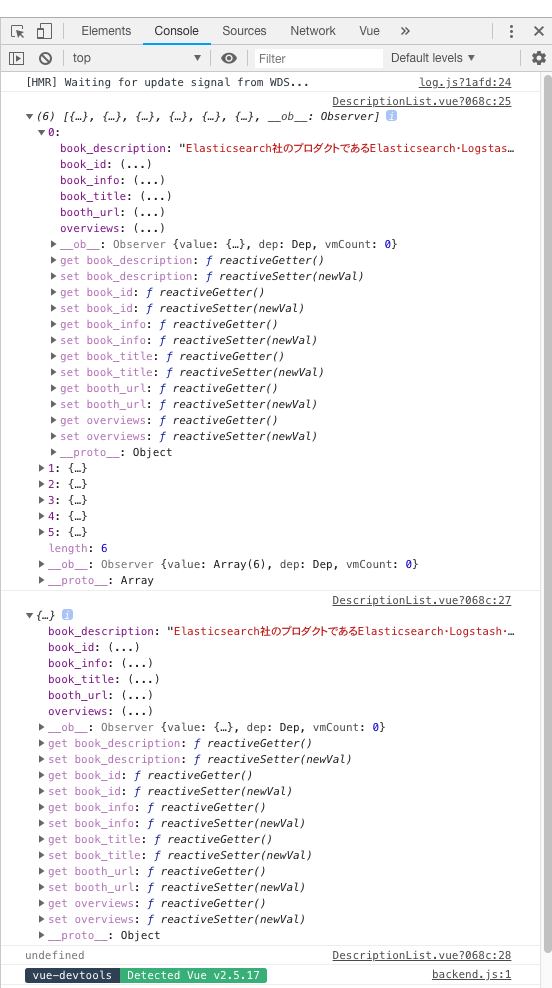 Elements Console Sources Network Vue »
top Filter Default levels ▼
[HMR] Waiting for update signal from WDS... log.js?1afd:24
DescriptionList.vue?068c:25
▼(6) [{…}, {…}, {…}, {…}, {…}, {…}, __ob__: Observer] i
▼0:
book_description: "Elasticsearch社のプロダクトであるElasticsearch・Logstas…
book_id: (...)
book_info: (...)
book_title: (...)
booth_url: (...)
overviews: (...)
▶__ob__: Observer {value: {…}, dep: Dep, vmCount: 0}
▶get book_description: ƒ reactiveGetter()
▶set book_description: ƒ reactiveSetter(newVal)
▶get book_id: ƒ reactiveGetter()
▶set book_id: ƒ reactiveSetter(newVal)
▶get book_info: ƒ reactiveGetter()
▶set book_info: ƒ reactiveSetter(newVal)
▶get book_title: ƒ reactiveGetter()
▶set book_title: ƒ reactiveSetter(newVal)
▶get booth_url: ƒ reactiveGetter()
▶set booth_url: ƒ reactiveSetter(newVal)
▶get overviews: ƒ reactiveGetter()
▶set overviews: ƒ reactiveSetter(newVal)
▶__proto__: Object
▶1: {…}
▶2: {…}
▶3: {…}
▶4: {…}
▶5: {…}
length: 6
▶__ob__: Observer {value: Array(6), dep: Dep, vmCount: 0}
▶__proto__: Array
DescriptionList.vue?068c:27
▼{…} i
book_description: "Elasticsearch社のプロダクトであるElasticsearch・Logstash・…
book_id: (...)
book_info: (...)
book_title: (...)
booth_url: (...)
overviews: (...)
▶__ob__: Observer {value: {…}, dep: Dep, vmCount: 0}
▶get book_description: ƒ reactiveGetter()
▶set book_description: ƒ reactiveSetter(newVal)
▶get book_id: ƒ reactiveGetter()
▶set book_id: ƒ reactiveSetter(newVal)
▶get book_info: ƒ reactiveGetter()
▶set book_info: ƒ reactiveSetter(newVal)
▶get book_title: ƒ reactiveGetter()
▶set book_title: ƒ reactiveSetter(newVal)
▶get booth_url: ƒ reactiveGetter()
▶set booth_url: ƒ reactiveSetter(newVal)
▶get overviews: ƒ reactiveGetter()
▶set overviews: ƒ reactiveSetter(newVal)
▶__proto__: Object
undefined DescriptionList.vue?068c:28
vue-devtools Detected Vue v2.5.17 backend.js:1